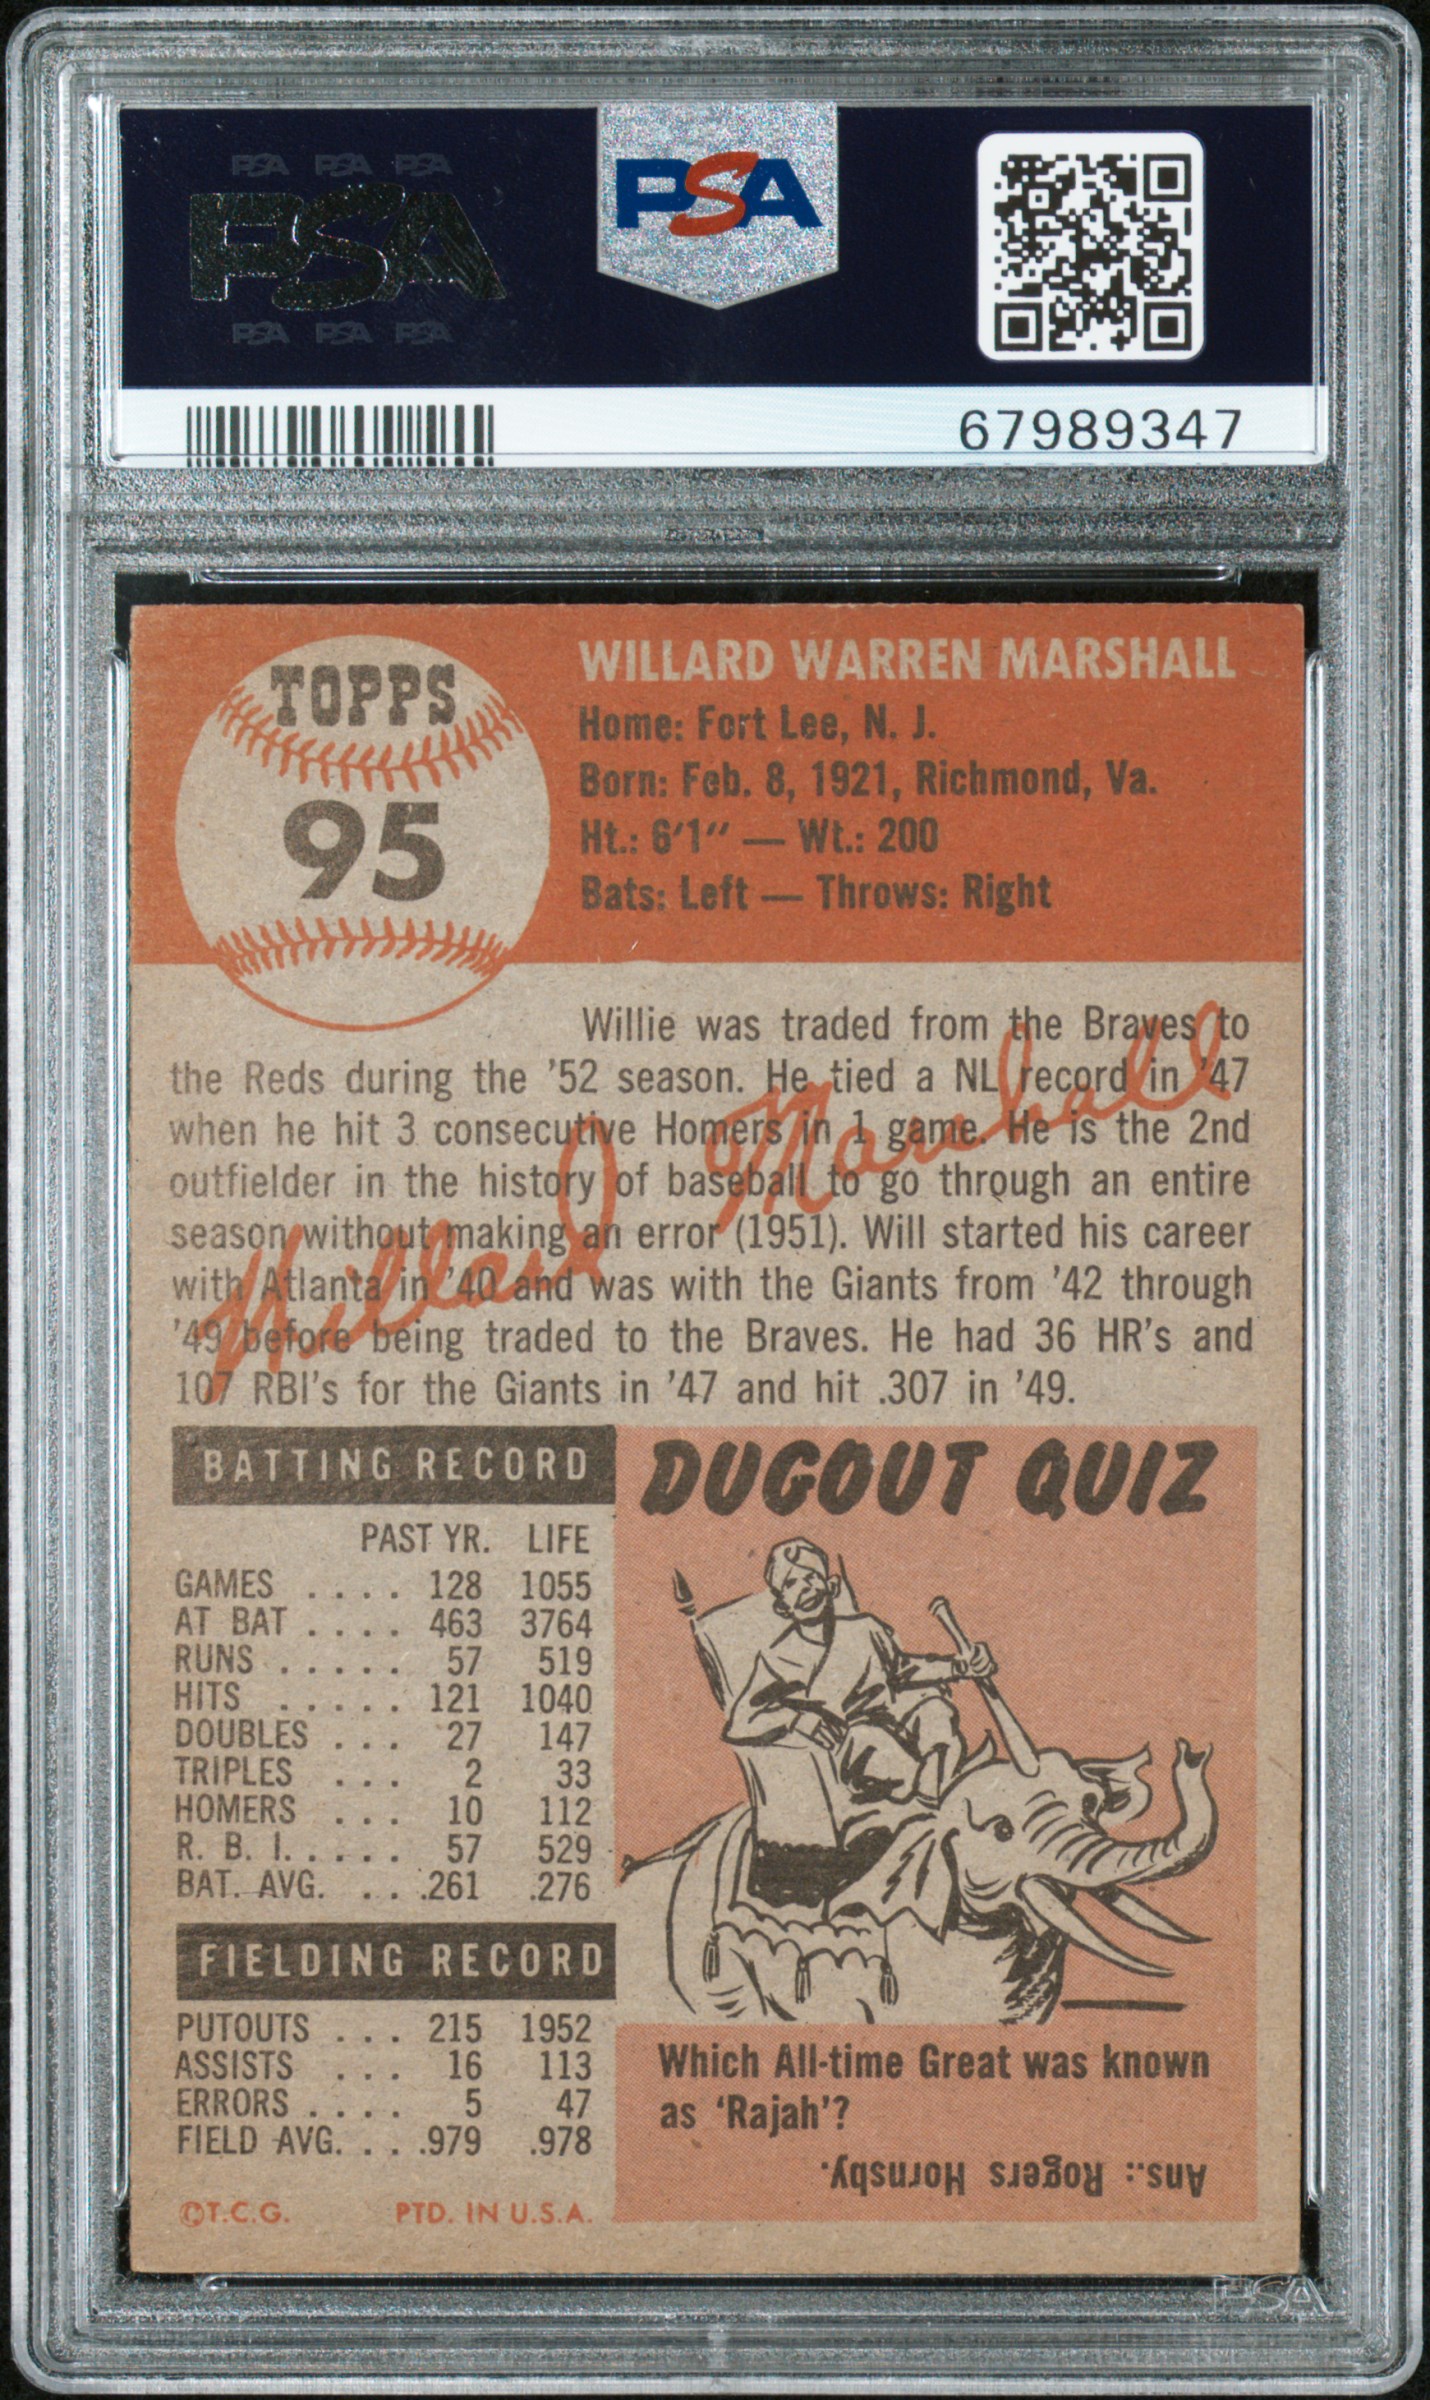 PSA PSA PSA
PSA
PSA PSA PSA
PSA
67989347
TOPPS
95
WILLARD WARREN MARSHALL
Home: Fort Lee, N. J.
Born: Feb. 8, 1921, Richmond, Va.
Ht.: 6'1" — Wt.: 200
Bats: Left — Throws: Right
Willie was traded from the Braves to
the Reds during the '52 season. He tied a NL record in '47
when he hit 3 consecutive Homers in 1 game. He is the 2nd
outfielder in the history of baseball to go through an entire
season without making an error (1951). Will started his career
with Atlanta in '40 and was with the Giants from '42 through
'49 before being traded to the Braves. He had 36 HR's and
107 RBI's for the Giants in '47 and hit .307 in '49.
Willard Marshall
BATTING RECORD
PAST YR. LIFE
GAMES .... 128 1055
AT BAT .... 463 3764
RUNS ..... 57 519
HITS ..... 121 1040
DOUBLES ... 27 147
TRIPLES ... 2 33
HOMERS ... 10 112
R. B. I. .... 57 529
BAT. AVG. ... .261 .276
FIELDING RECORD
PUTOUTS ... 215 1952
ASSISTS ... 16 113
ERRORS .... 5 47
FIELD AVG. ... .979 .978
©T.C.G. PTD. IN U.S.A.
DUGOUT QUIZ
Which All-time Great was known
as 'Rajah'?
Ans.: Rogers Hornsby.
PSA